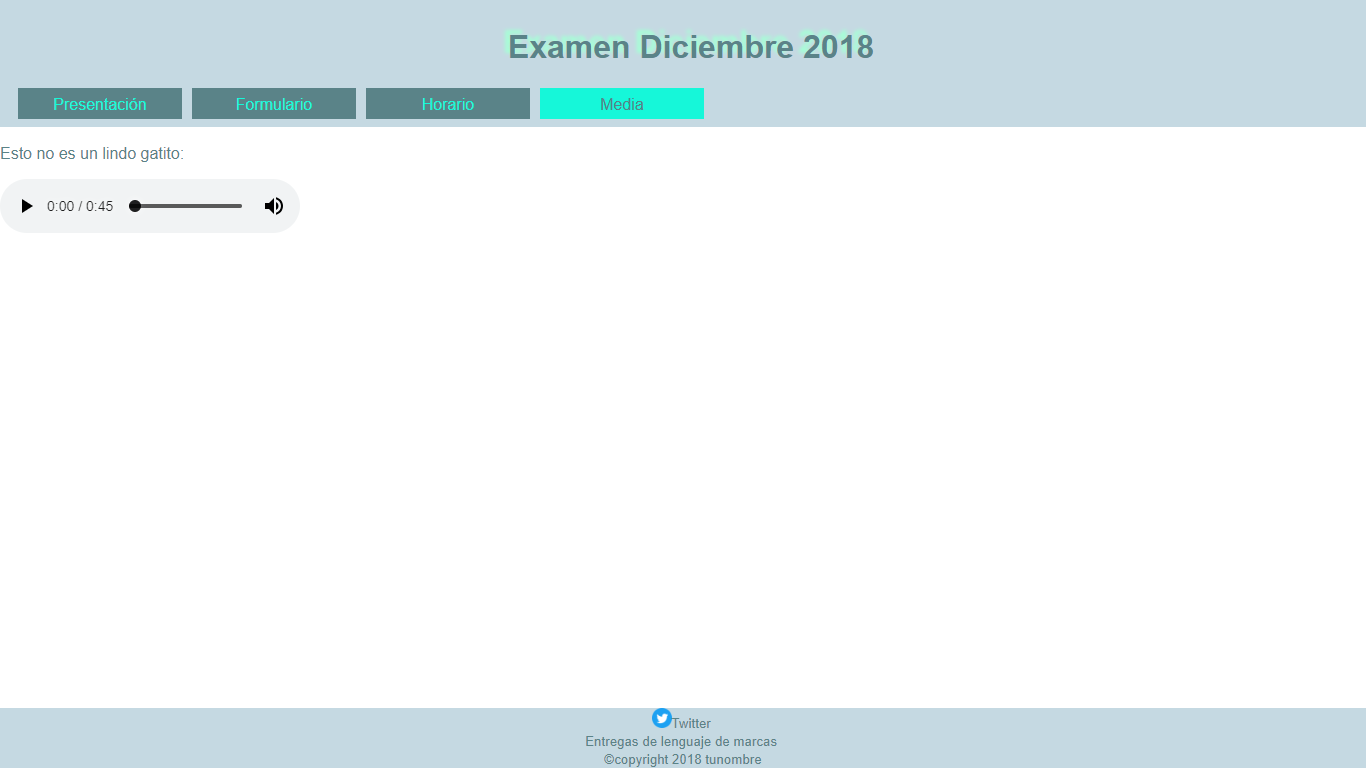 Examen Diciembre 2018
Presentación Formulario Horario Media
Esto no es un lindo gatito:
0:00 / 0:45
Twitter
Entregas de lenguaje de marcas
©copyright 2018 tunombre